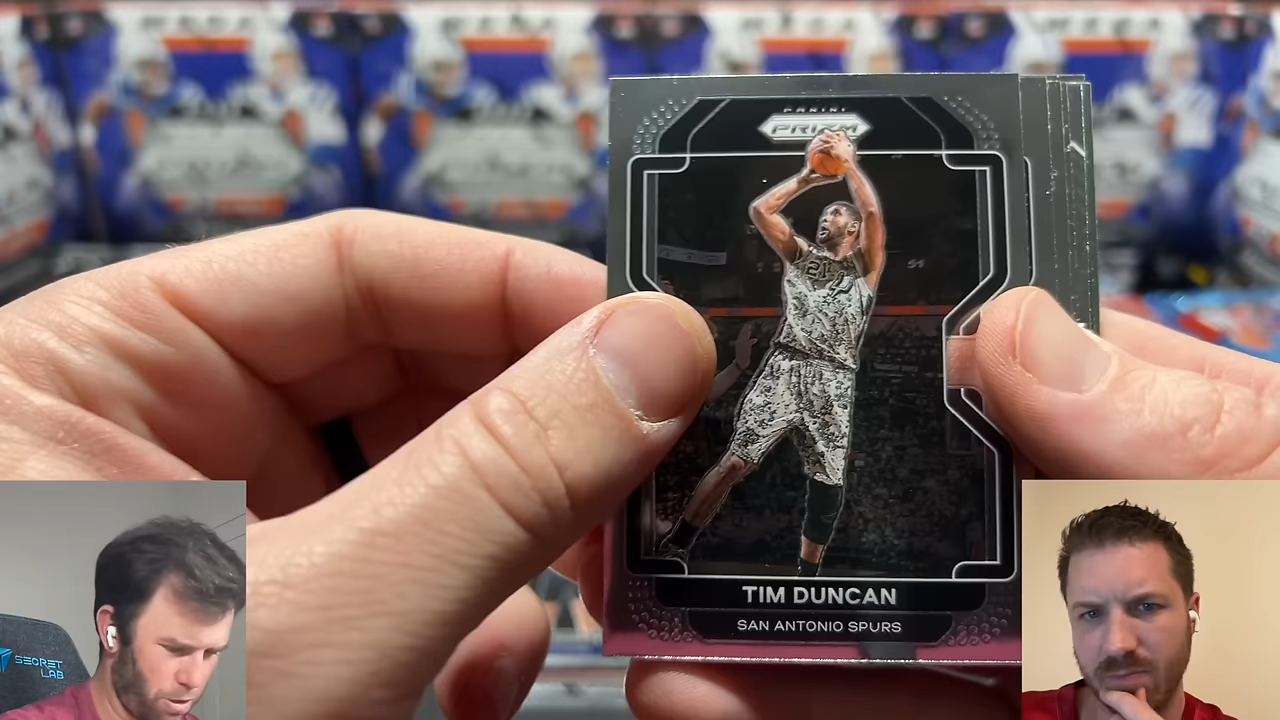 PANINI
PRIZM
21
TIM DUNCAN
SAN ANTONIO SPURS
SECRET
LAB